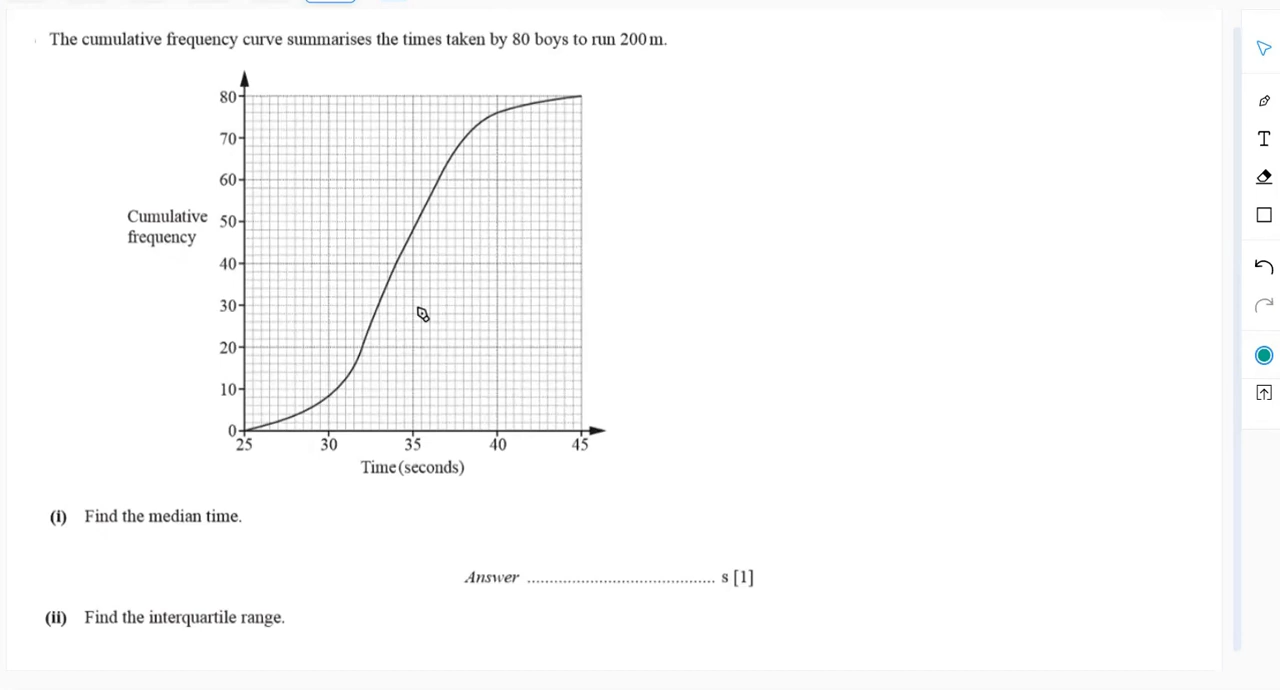 The cumulative frequency curve summarises the times taken by 80 boys to run 200 m.
80
70
60
Cumulative 50
frequency
40
30
20
10
0
25 30 35 40 45
Time (seconds)
(i) Find the median time.
Answer ........................................ s [1]
(ii) Find the interquartile range.
T